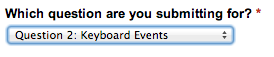 Which question are you submitting for? *
Question 2: Keyboard Events